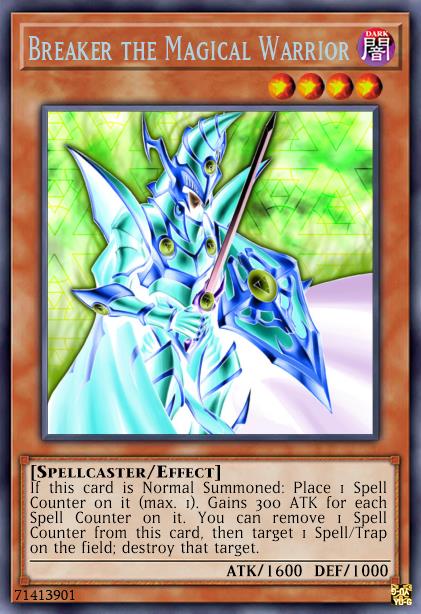 Breaker the Magical Warrior
DARK
闇
[Spellcaster/Effect]
If this card is Normal Summoned: Place 1 Spell
Counter on it (max. 1). Gains 300 ATK for each
Spell Counter on it. You can remove 1 Spell
Counter from this card, then target 1 Spell/Trap
on the field; destroy that target.
ATK/1600 DEF/1000
71413901